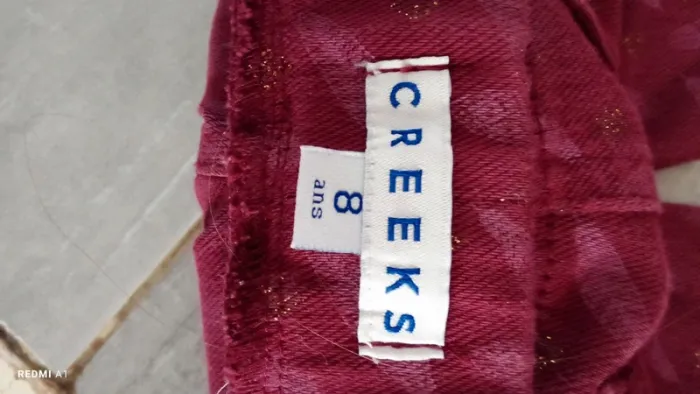 CREEKS
8
ans
REDMI A1